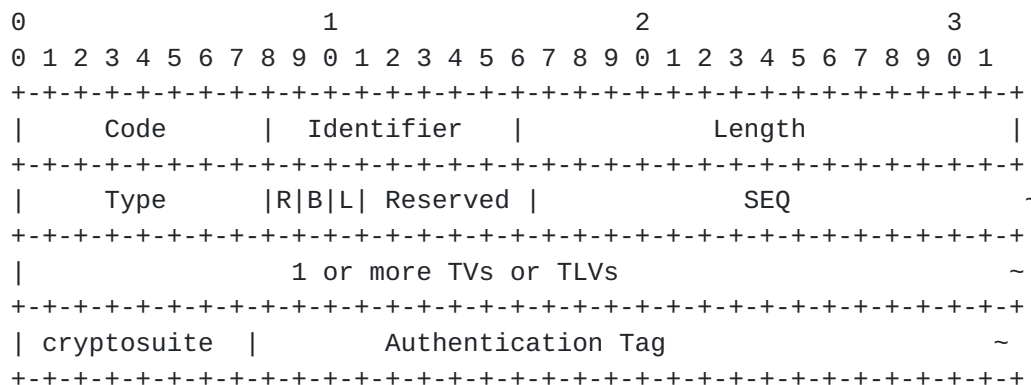 0                   1                   2                   3
0 1 2 3 4 5 6 7 8 9 0 1 2 3 4 5 6 7 8 9 0 1 2 3 4 5 6 7 8 9 0 1
+-+-+-+-+-+-+-+-+-+-+-+-+-+-+-+-+-+-+-+-+-+-+-+-+-+-+-+-+-+-+-+-+
|     Code      |  Identifier   |            Length             |
+-+-+-+-+-+-+-+-+-+-+-+-+-+-+-+-+-+-+-+-+-+-+-+-+-+-+-+-+-+-+-+-+
|     Type      |R|B|L| Reserved |             SEQ               ~
+-+-+-+-+-+-+-+-+-+-+-+-+-+-+-+-+-+-+-+-+-+-+-+-+-+-+-+-+-+-+-+-+
|                 1 or more TVs or TLVs                         ~
+-+-+-+-+-+-+-+-+-+-+-+-+-+-+-+-+-+-+-+-+-+-+-+-+-+-+-+-+-+-+-+-+
| cryptosuite  |        Authentication Tag                     ~
+-+-+-+-+-+-+-+-+-+-+-+-+-+-+-+-+-+-+-+-+-+-+-+-+-+-+-+-+-+-+-+-+